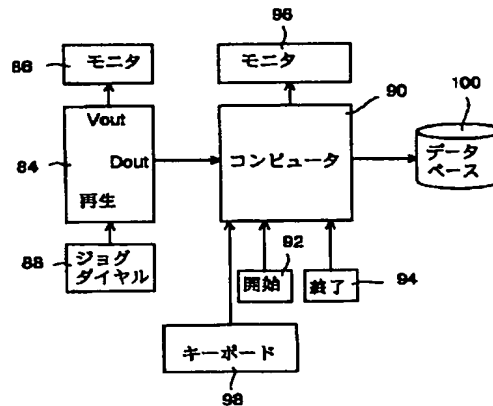 96
86
モニタ
モニタ
90
100
Vout
84
Dout
コンピュータ
データ
ベース
再生
88
ジョグ
ダイヤル
92
開始
終了
94
キーボード
98